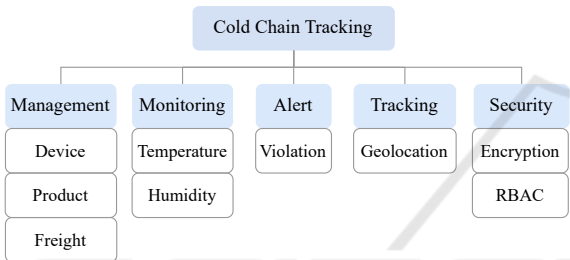 Cold Chain Tracking
Management Monitoring Alert Tracking Security
Device Temperature Violation Geolocation Encryption
Product Humidity RBAC
Freight